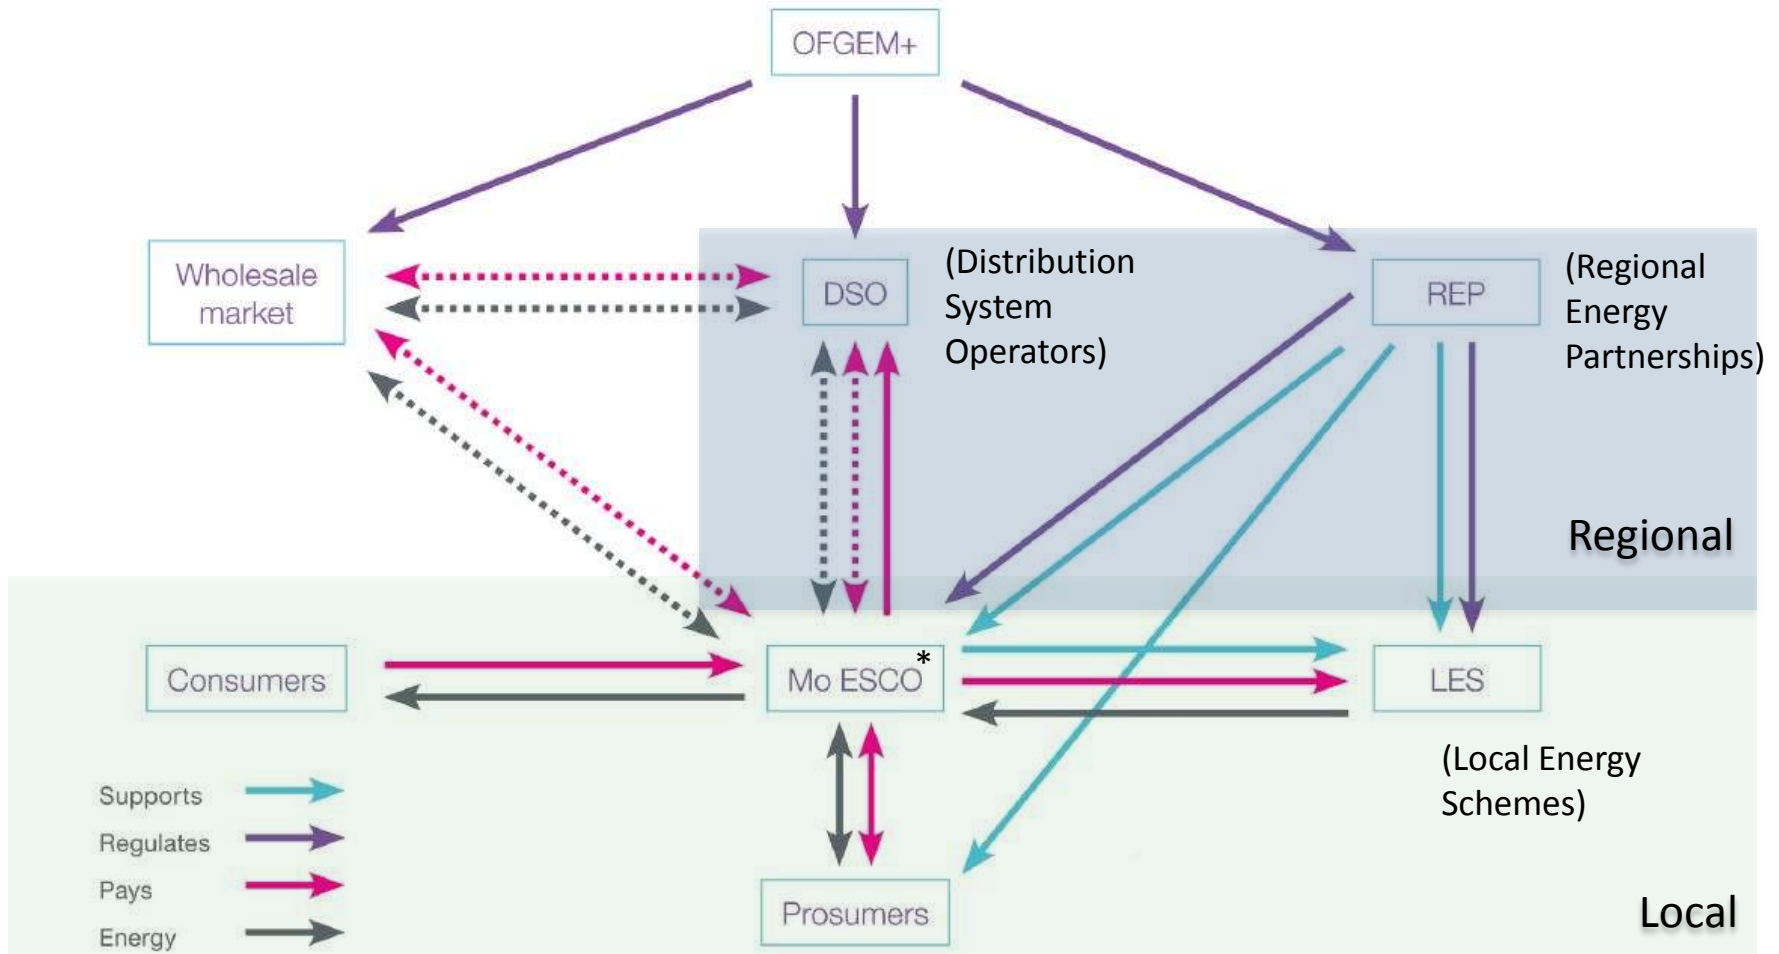 OFGEM+
Wholesale
market
DSO
(Distribution
System
Operators)
REP
(Regional
Energy
Partnerships)
Regional
Consumers
Mo ESCO*
LES
(Local Energy
Schemes)
Supports
Regulates
Pays
Energy
Prosumers
Local